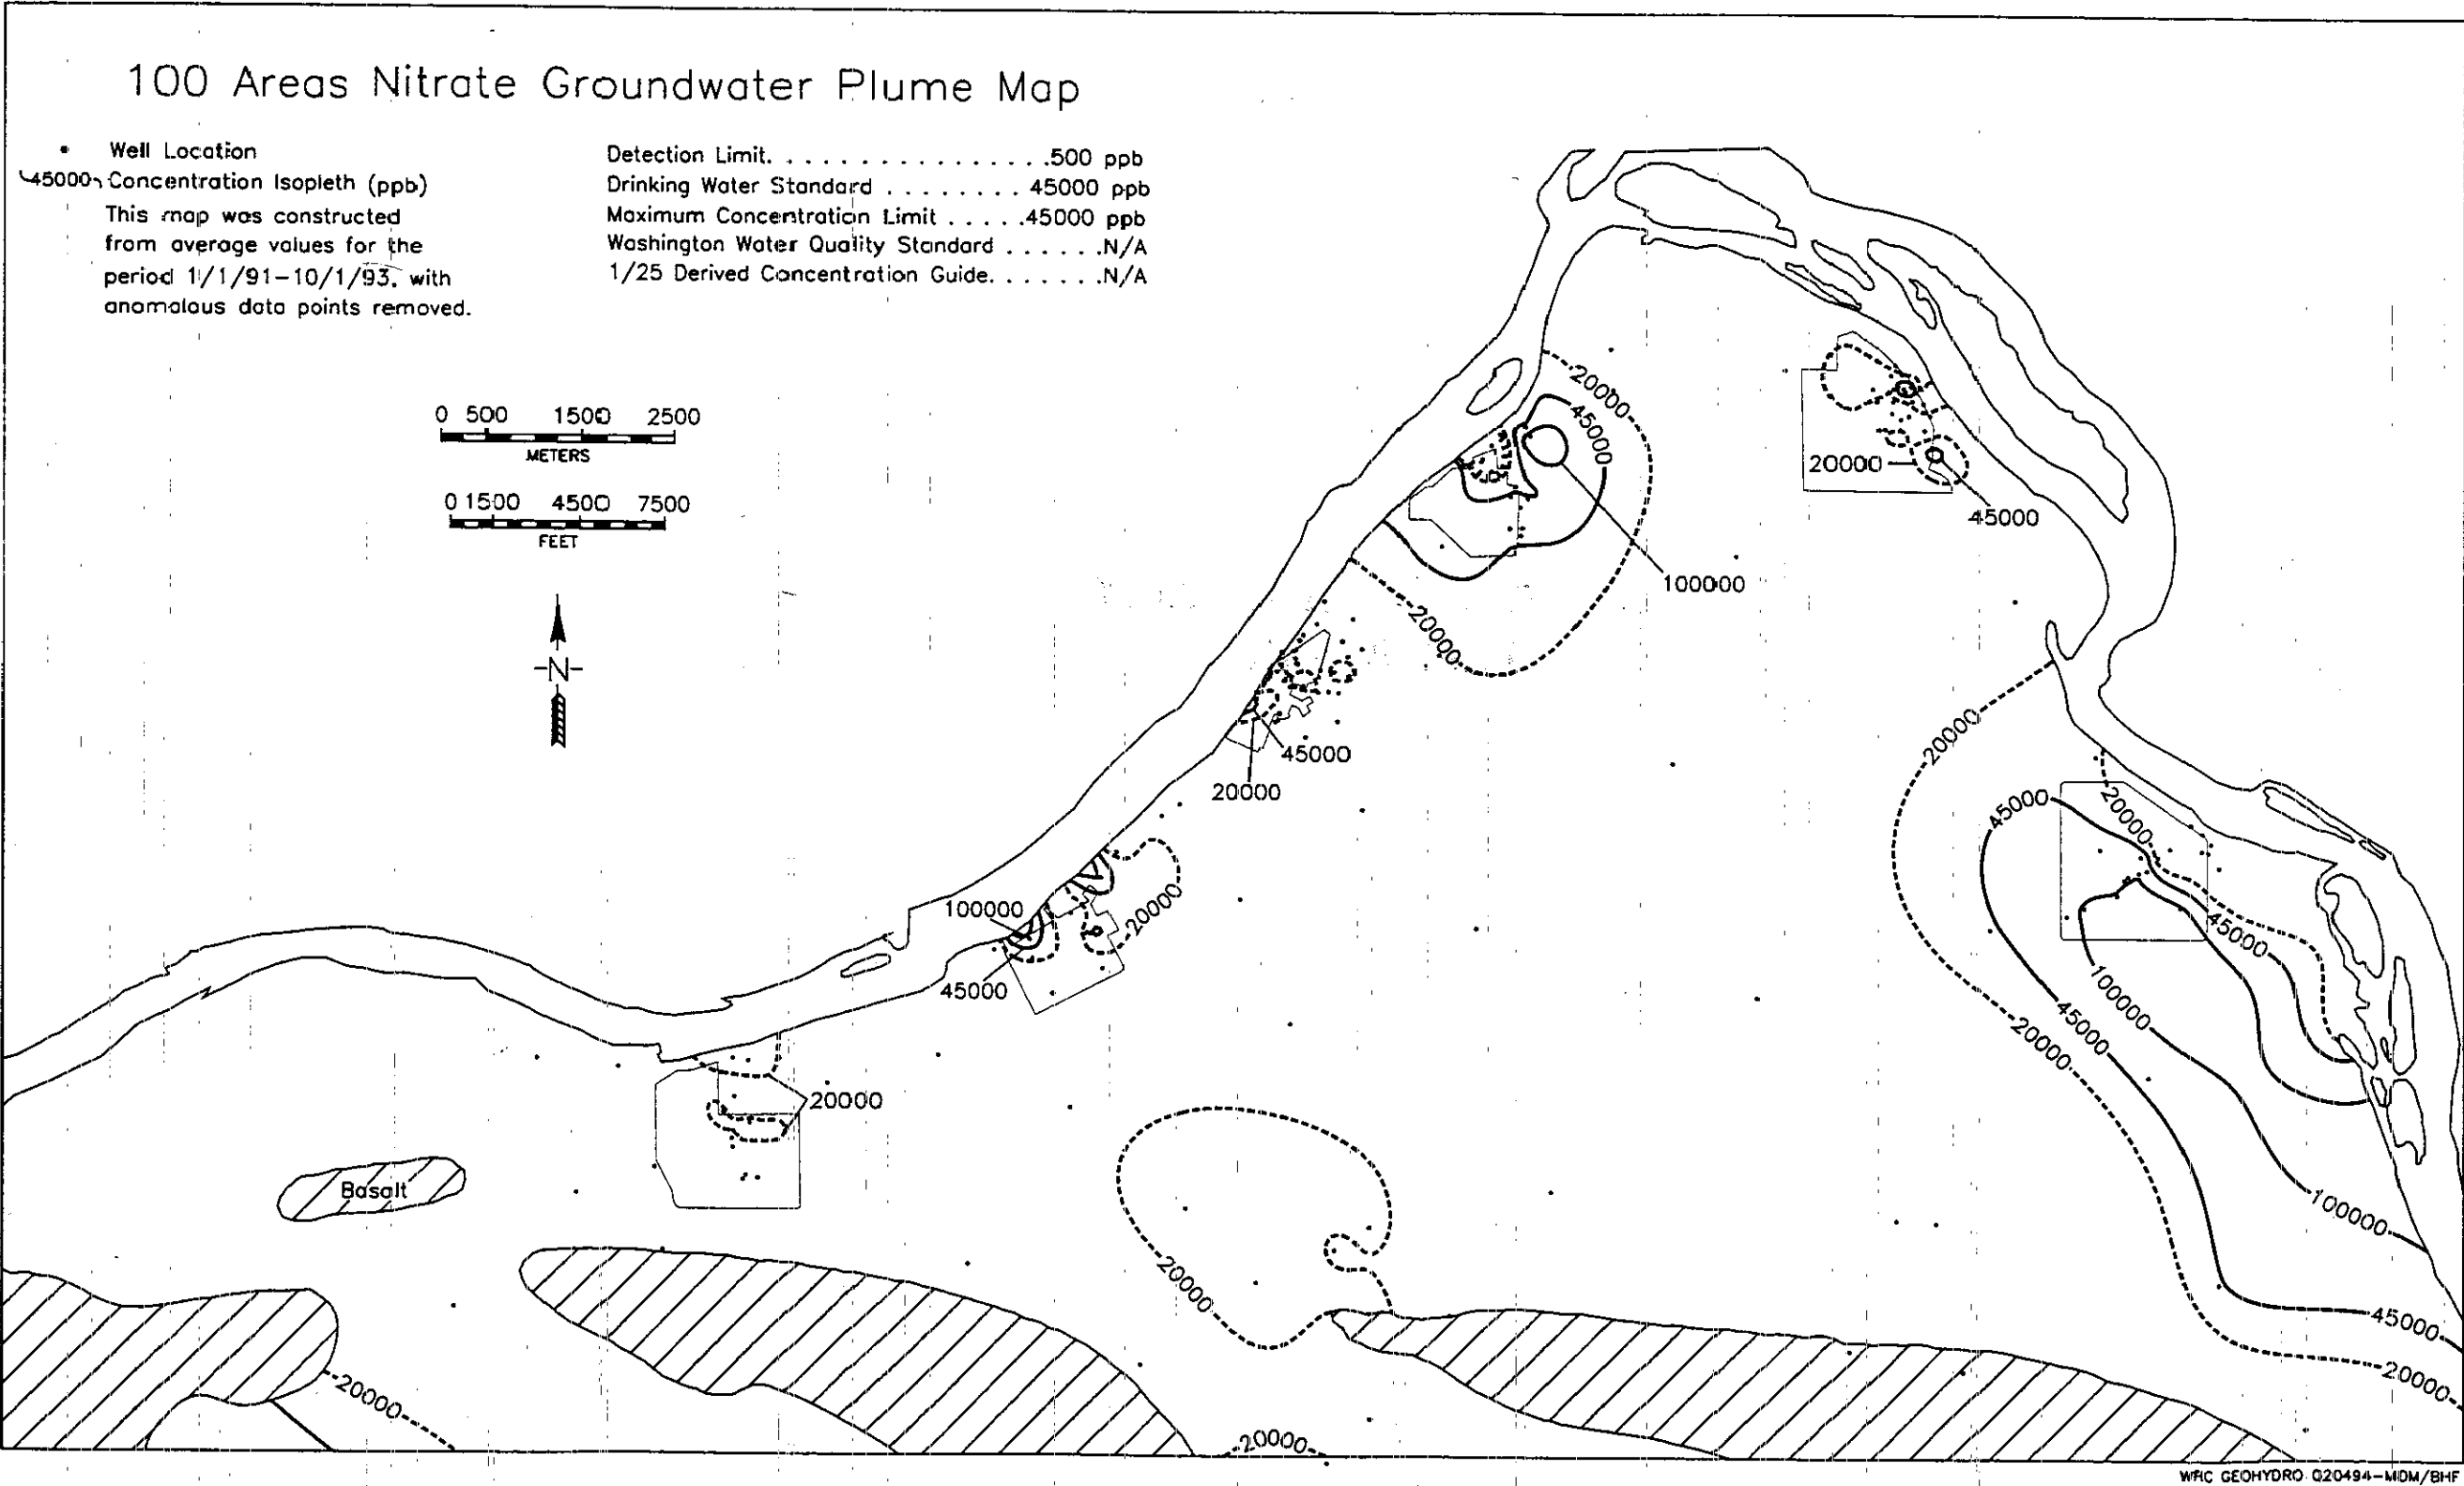 100 Areas Nitrate Groundwater Plume Map
• Well Location
45000 Concentration Isopleth (ppb)
This map was constructed
from average values for the
period 1/1/91-10/1/93. with
anomalous data points removed.
Detection Limit. . . . . . . . . . . . . . . . .500 ppb
Drinking Water Standard . . . . . . . . 45000 ppb
Maximum Concentration Limit . . . . .45000 ppb
Washington Water Quality Standard . . . . . . .N/A
1/25 Derived Concentration Guide. . . . . . . .N/A
0 500 1500 2500
METERS
0 1500 4500 7500
FEET
-N-
20000
45000
20000
45000
100000
20000
45000
20000
20000
45000
20000
100000
20000
45000
45000
100000
45000
20000
20000
Basalt
100000
20000
45000
20000
20000
20000
WHC GEOHYDRO 020494-MDM/BHF